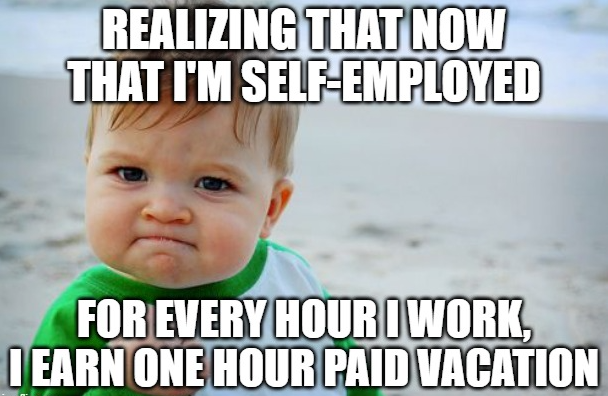 REALIZING THAT NOW
THAT I'M SELF-EMPLOYED
FOR EVERY HOUR I WORK,
I EARN ONE HOUR PAID VACATION